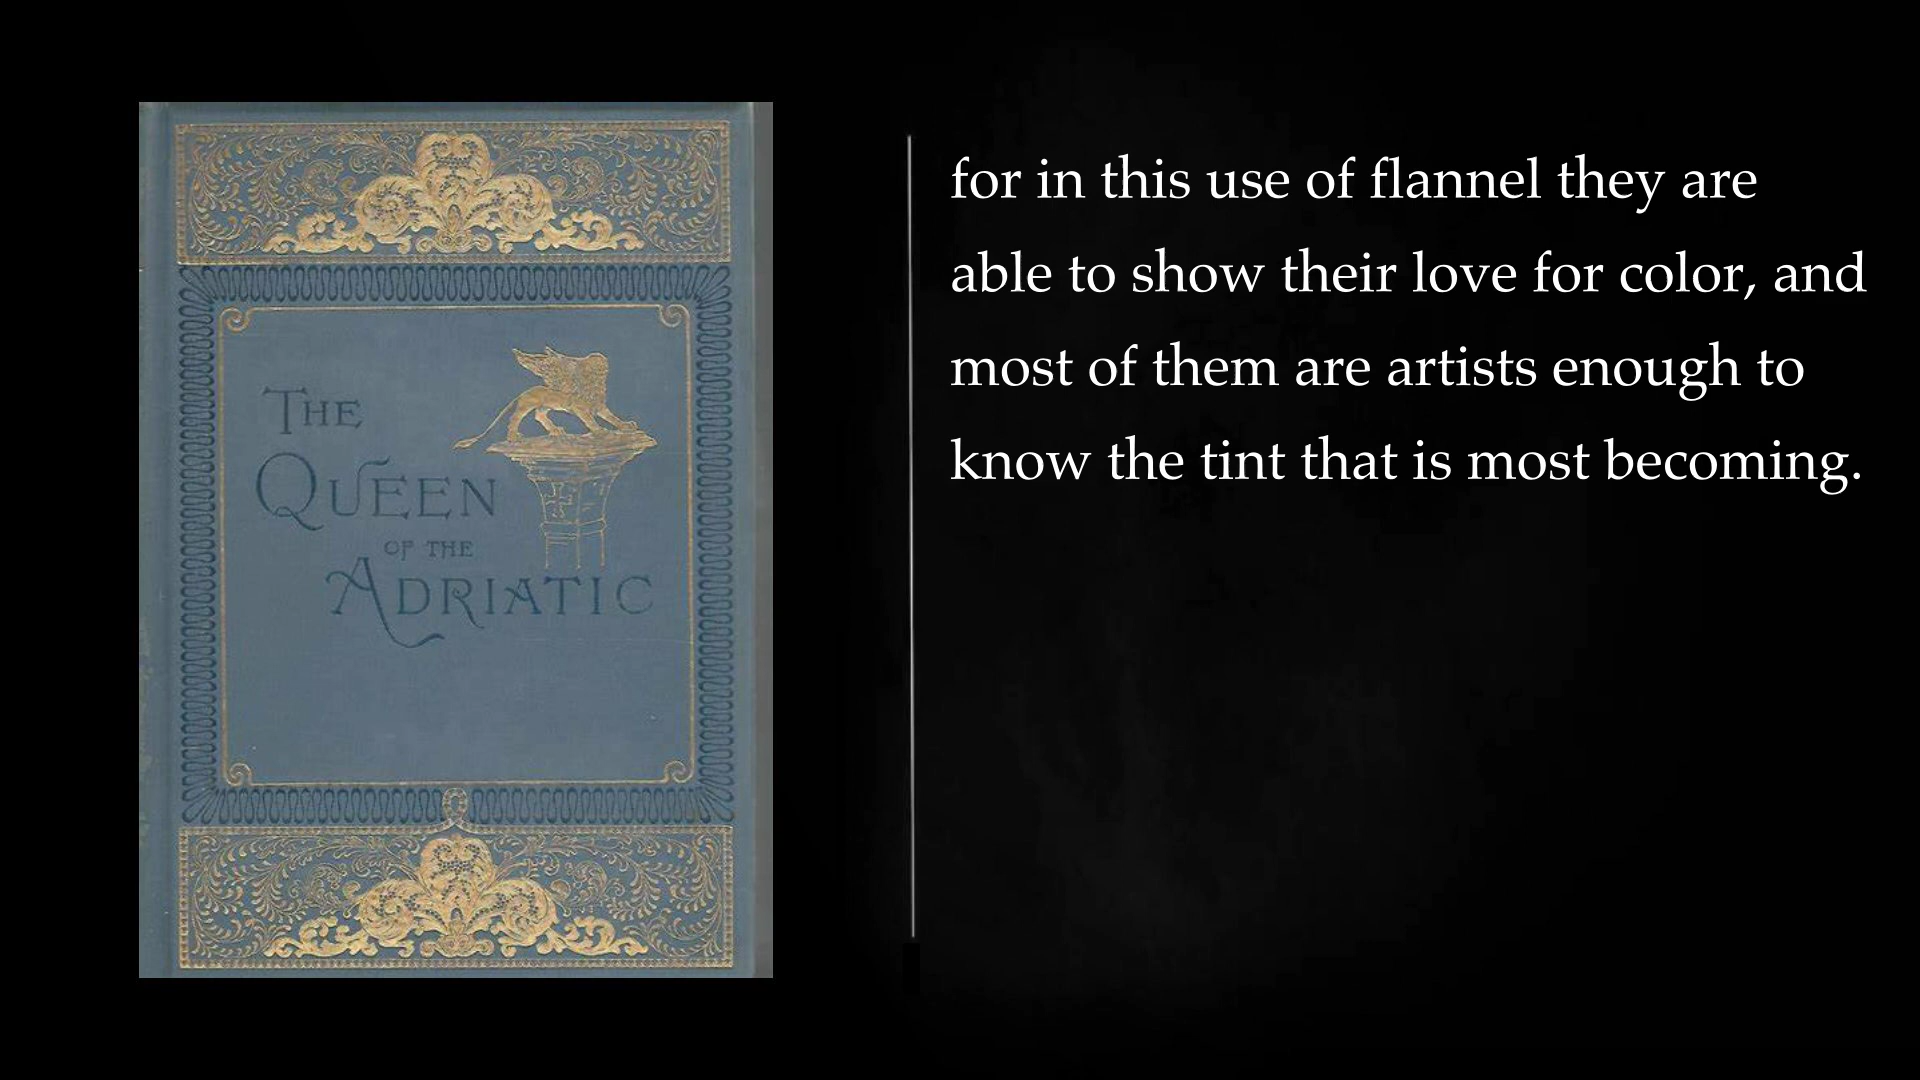 THE
QUEEN
OF THE
ADRIATIC
for in this use of flannel they are
able to show their love for color, and
most of them are artists enough to
know the tint that is most becoming.